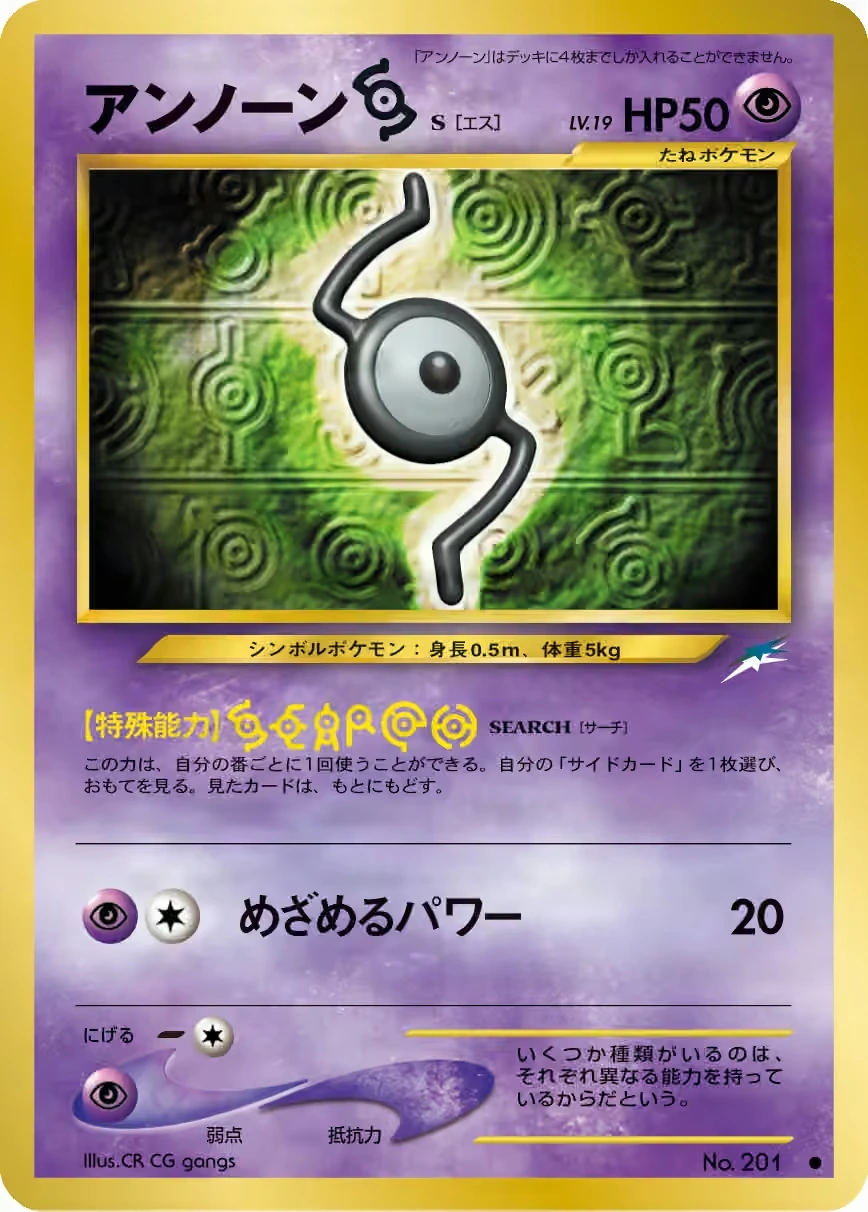 「アンノーン」はデッキに4枚までしか入れることができません。
アンノーン S [エス] LV.19 HP50
たねポケモン
シンボルポケモン：身長0.5m、体重5kg
【特殊能力】SEARCH [サーチ]
この力は、自分の番ごとに1回使うことができる。自分の「サイドカード」を1枚選び、
おもてを見る。見たカードは、もとにもどす。
めざめるパワー 20
にげる
いくつか種類がいるのは、
それぞれ異なる能力を持って
いるからだという。
弱点 抵抗力
Illus.CR CG gangs No. 201